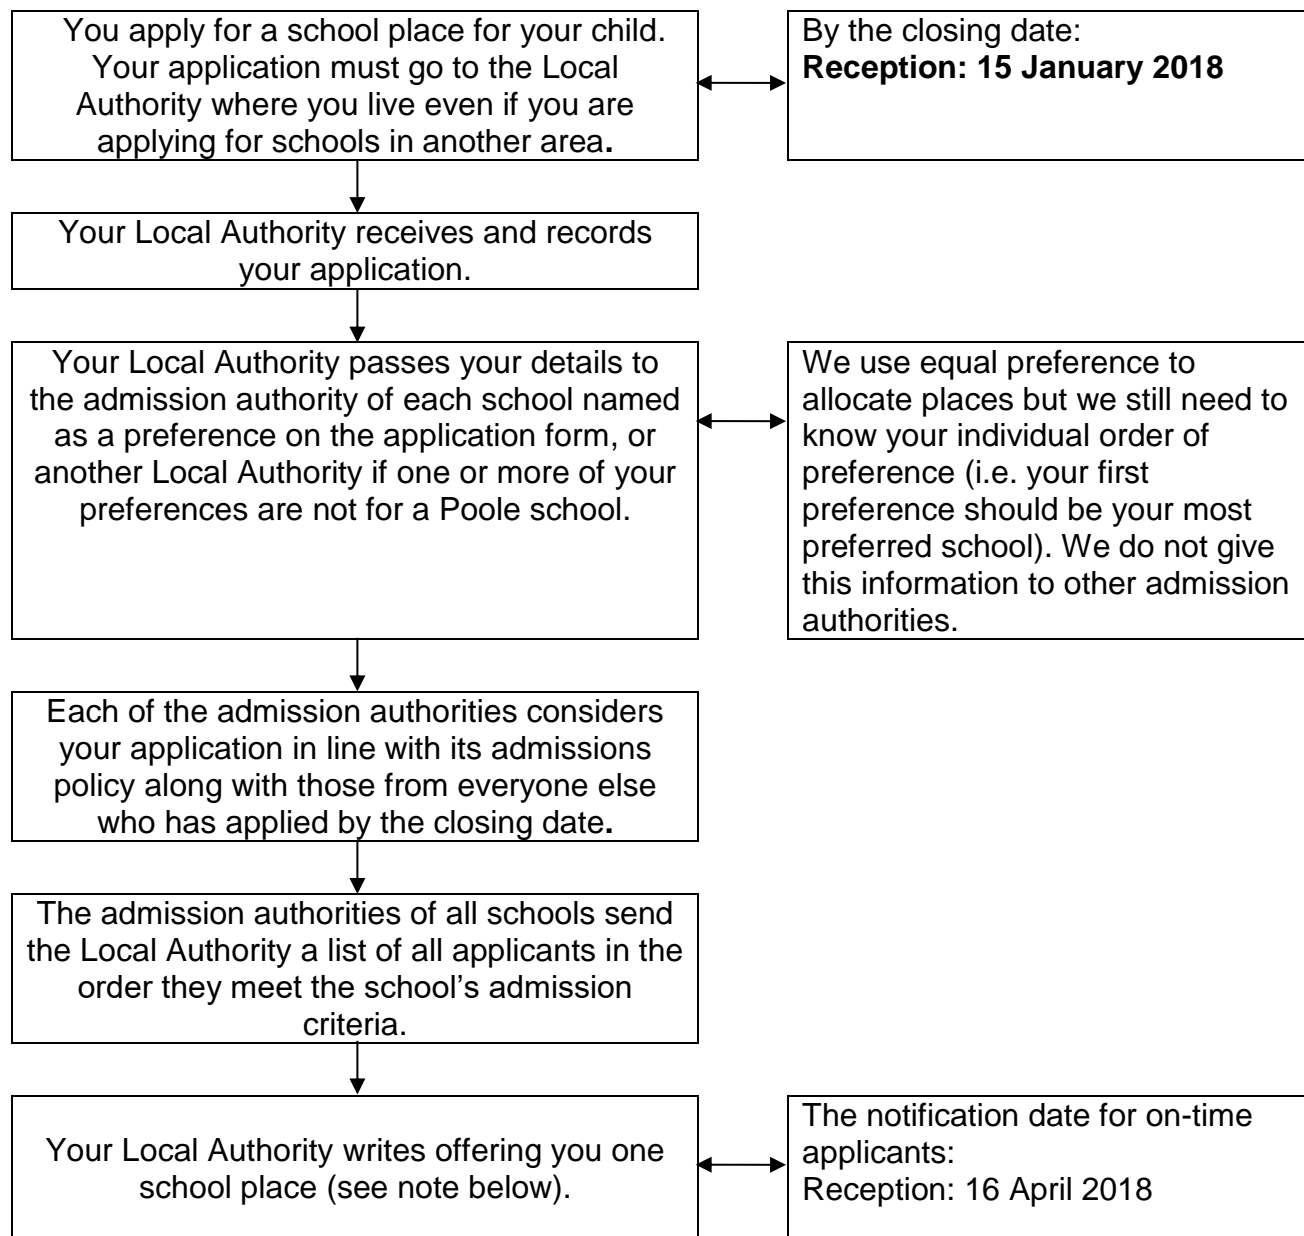 You apply for a school place for your child.
Your application must go to the Local
Authority where you live even if you are
applying for schools in another area.
By the closing date:
Reception: 15 January 2018
Your Local Authority receives and records
your application.
Your Local Authority passes your details to
the admission authority of each school named
as a preference on the application form, or
another Local Authority if one or more of your
preferences are not for a Poole school.
We use equal preference to
allocate places but we still need to
know your individual order of
preference (i.e. your first
preference should be your most
preferred school). We do not give
this information to other admission
authorities.
Each of the admission authorities considers
your application in line with its admissions
policy along with those from everyone else
who has applied by the closing date.
The admission authorities of all schools send
the Local Authority a list of all applicants in the
order they meet the school’s admission
criteria.
Your Local Authority writes offering you one
school place (see note below).
The notification date for on-time
applicants:
Reception: 16 April 2018